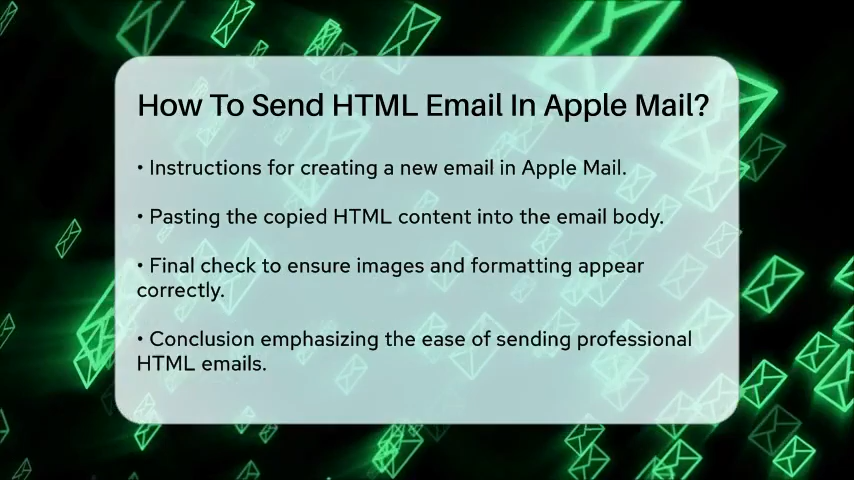 How To Send HTML Email In Apple Mail?
• Instructions for creating a new email in Apple Mail.
• Pasting the copied HTML content into the email body.
• Final check to ensure images and formatting appear
correctly.
• Conclusion emphasizing the ease of sending professional
HTML emails.